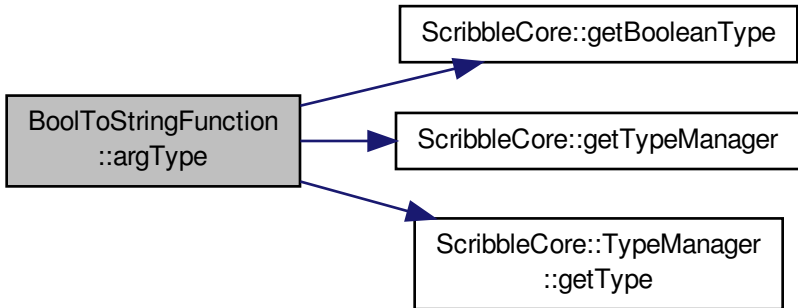 ScribbleCore::getBooleanType
BoolToStringFunction
::argType
ScribbleCore::getTypeManager
ScribbleCore::TypeManager
::getType